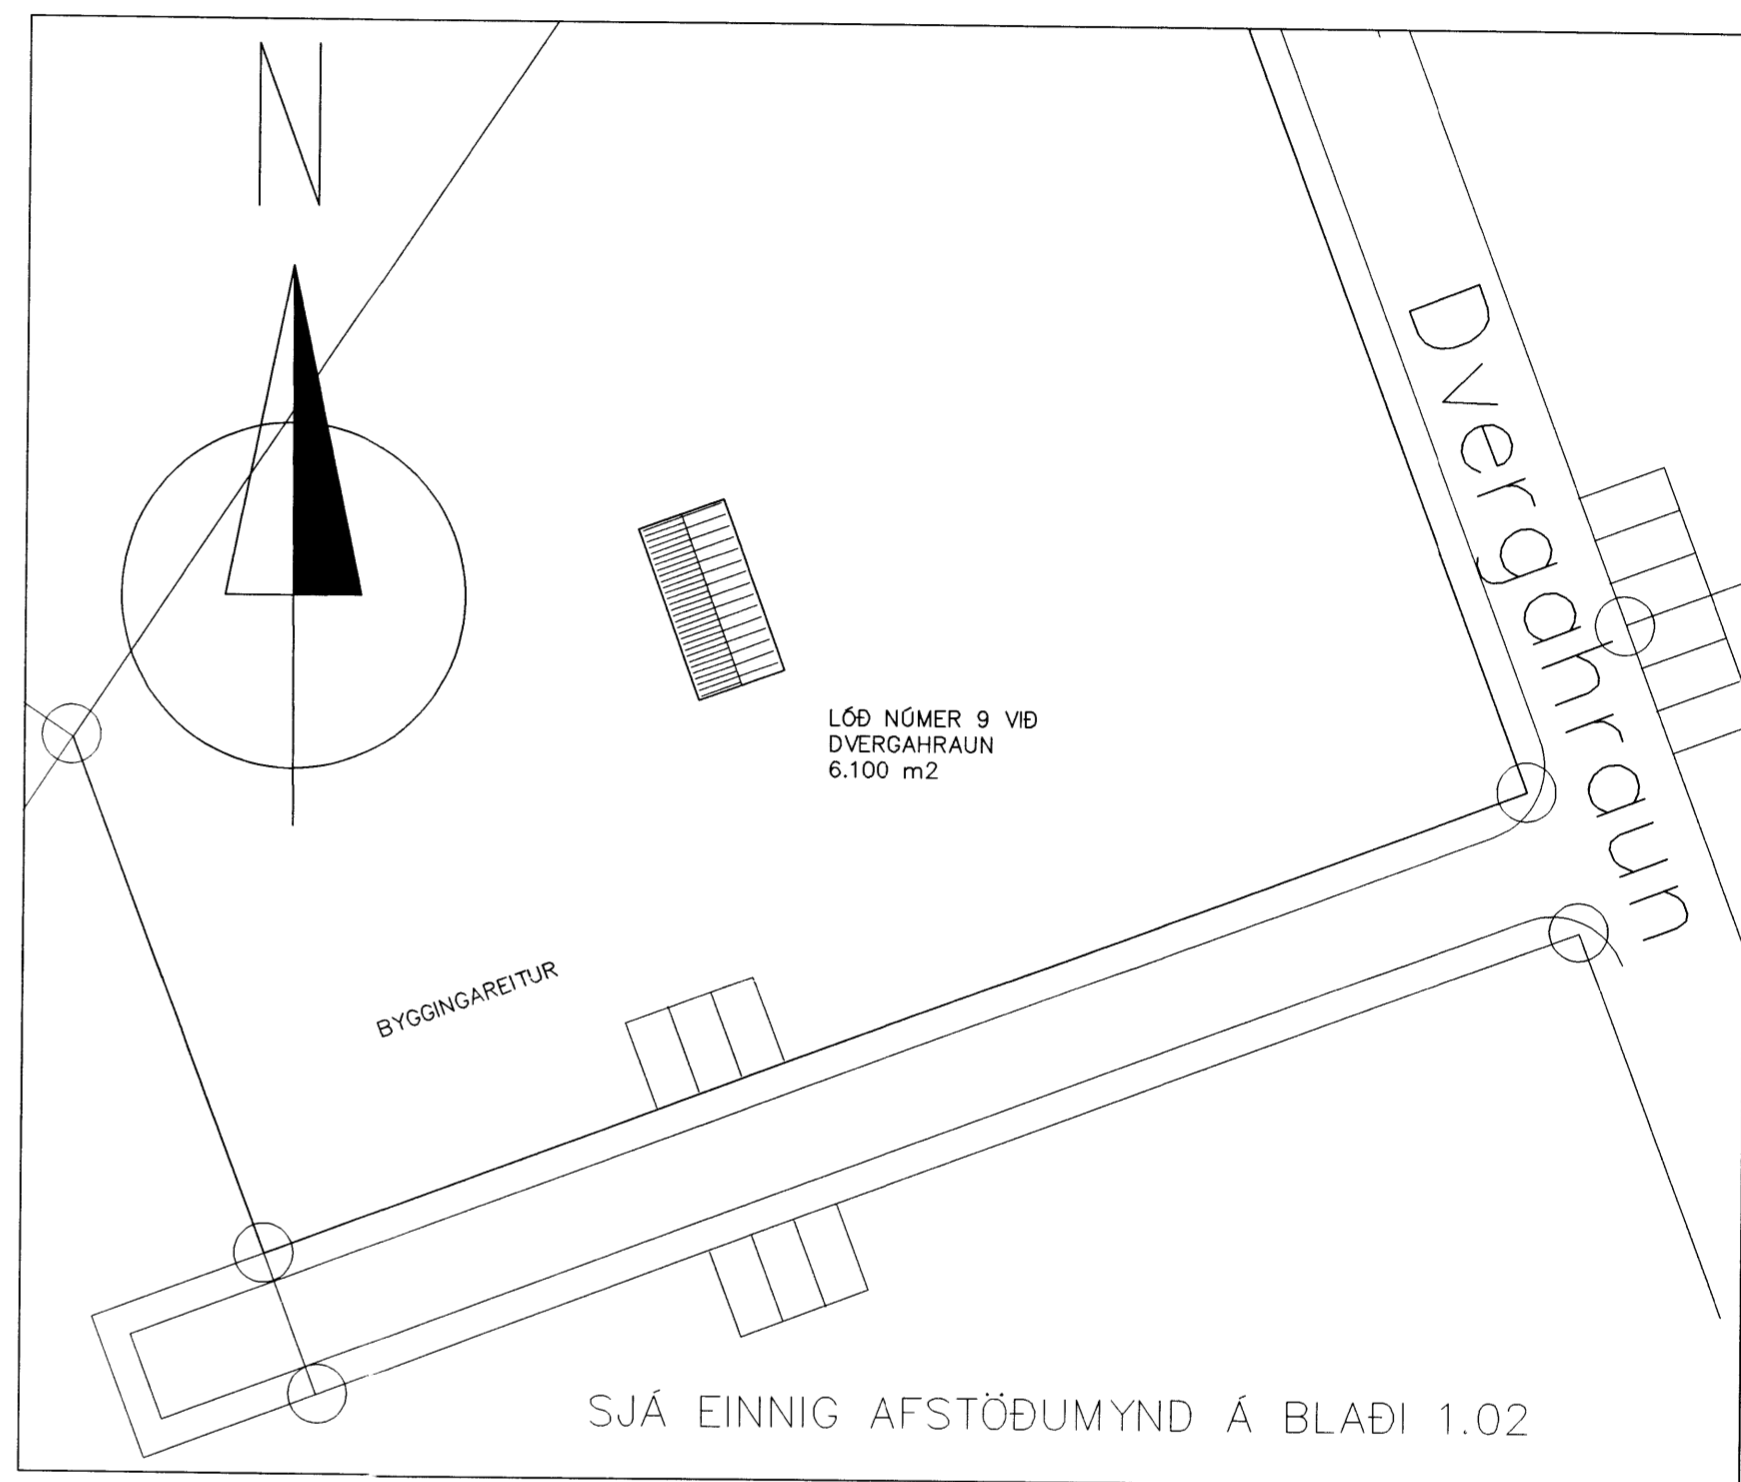 N
Dvergahraun
LÓÐ NÚMER 9 VIÐ
DVERGAHRAUN
6.100 m2
BYGGINGAREITUR
SJÁ EINNIG AFSTÖÐUMYND Á BLAÐI 1.02